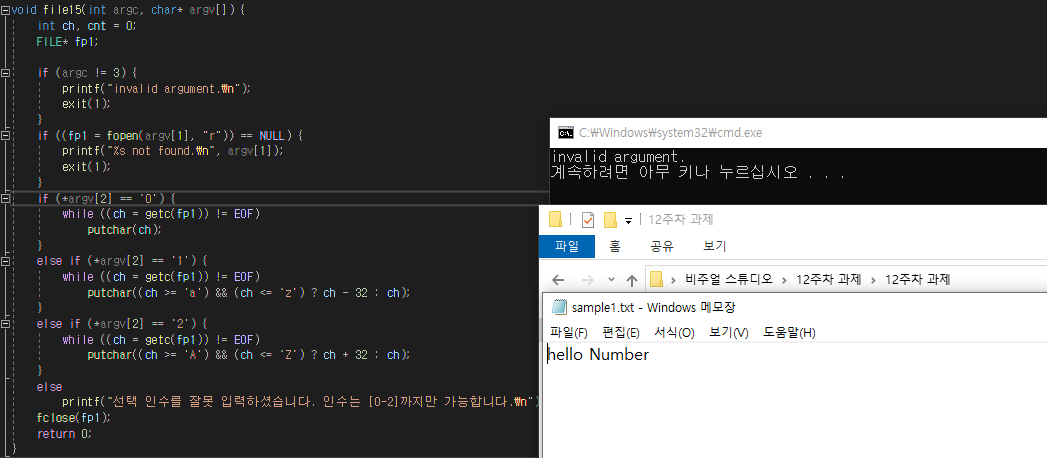 void file15(int argc, char* argv[]) {
int ch, cnt = 0;
FILE* fp1;
if (argc != 3) {
printf("invalid argument.₩n");
exit(1);
}
if ((fp1 = fopen(argv[1], "r")) == NULL) {
printf("%s not found.₩n", argv[1]);
exit(1);
}
if (*argv[2] == '0') {
while ((ch = getc(fp1)) != EOF)
putchar(ch);
}
else if (*argv[2] == '1') {
while ((ch = getc(fp1)) != EOF)
putchar((ch >= 'a') && (ch <= 'z') ? ch - 32 : ch);
}
else if (*argv[2] == '2') {
while ((ch = getc(fp1)) != EOF)
putchar((ch >= 'A') && (ch <= 'Z') ? ch + 32 : ch);
}
else
printf("선택 인수를 잘못 입력하셨습니다. 인수는 [0-2]까지만 가능합니다.₩n")
fclose(fp1);
return 0;
}
C:₩Windows₩system32₩cmd.exe
invalid argument.
계속하려면 아무 키나 누르십시오 . . .
12주차 과제
파일 홈 공유 보기
비주얼 스튜디오 > 12주차 과제 > 12주차 과제
sample1.txt - Windows 메모장
파일(F) 편집(E) 서식(O) 보기(V) 도움말(H)
hello Number